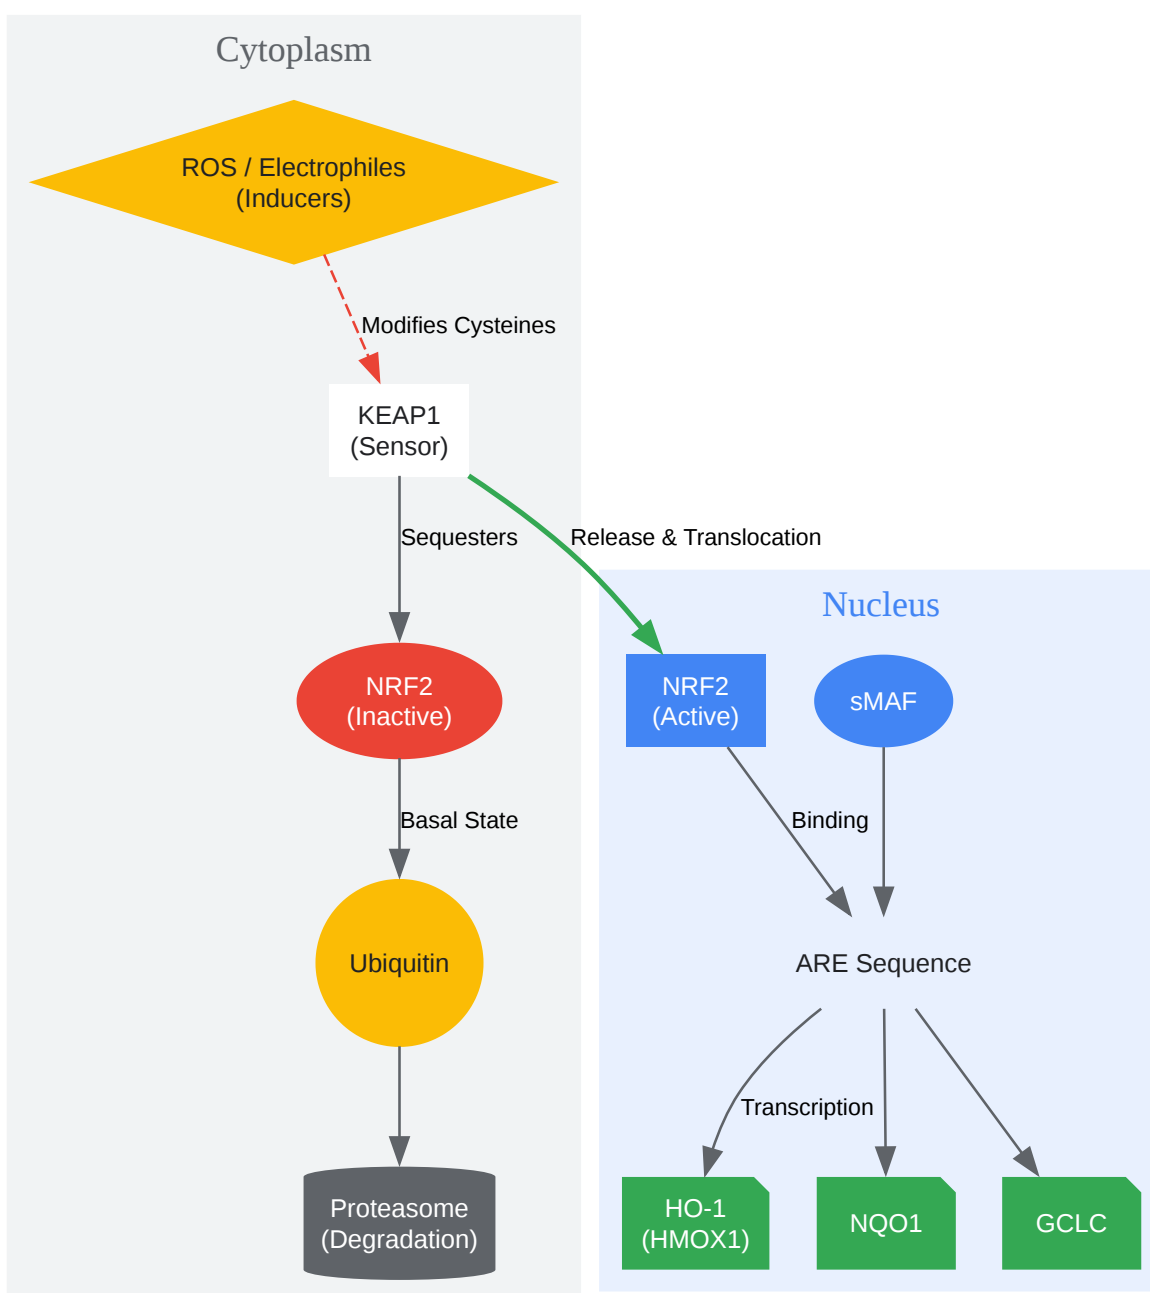 Cytoplasm
ROS / Electrophiles
(Inducers)
Modifies Cysteines
KEAP1
(Sensor)
Sequesters
Release & Translocation
Nucleus
NRF2
(Inactive)
NRF2
(Active)
sMAF
Basal State
Binding
Ubiquitin
ARE Sequence
Transcription
Proteasome
(Degradation)
HO-1
(HMOX1)
NQO1
GCLC